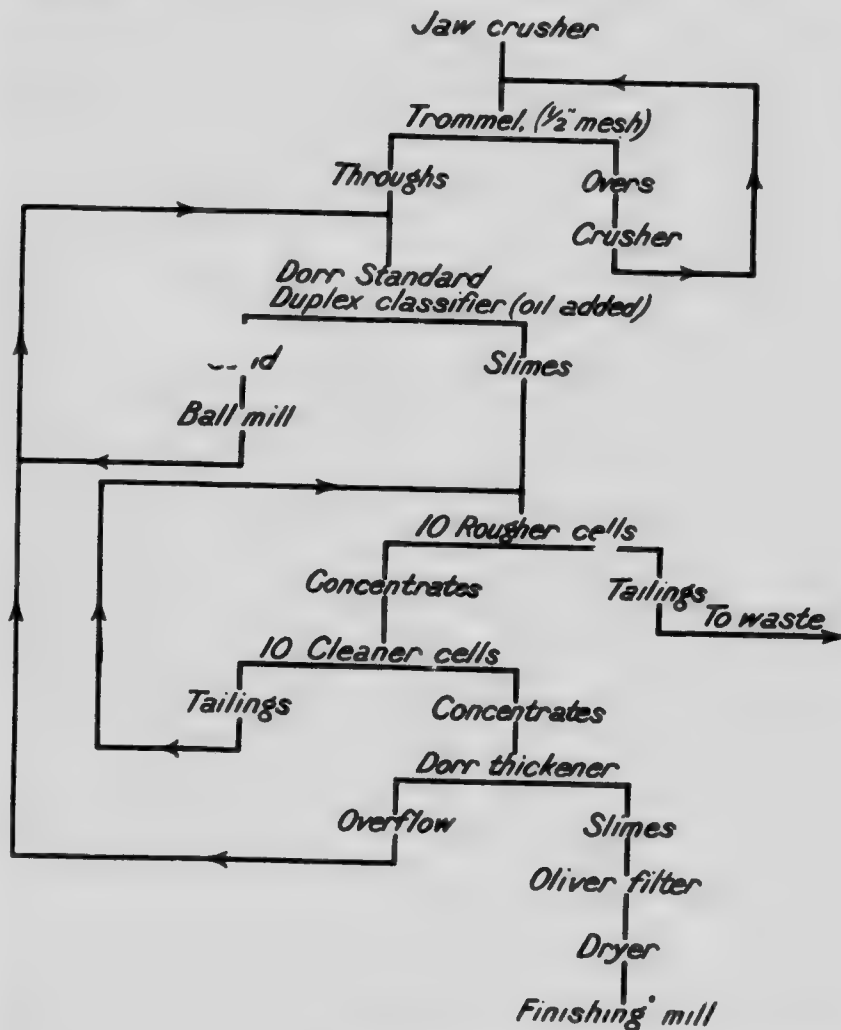 Jaw crusher
Trommel. (1/2" mesh)
Throughs
Overs
Crusher
Dorr Standard
Duplex classifier (oil added)
Slimes
Ball mill
10 Rougher cells
Concentrates
Tailings
To waste
10 Cleaner cells
Tailings
Concentrates
Dorr thickener
Overflow
Slimes
Oliver filter
Dryer
Finishing mill